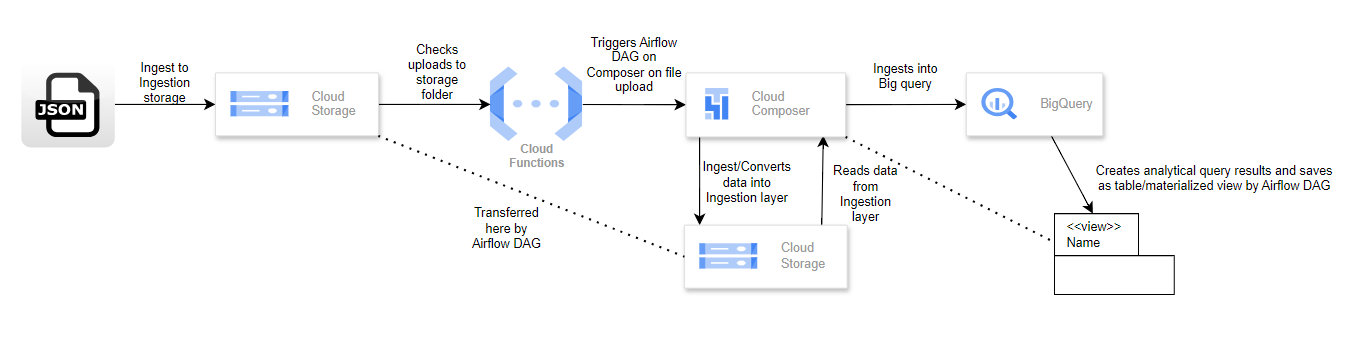 JSON
Ingest to
Ingestion
storage
Cloud
Storage
Checks
uploads to
storage
folder
Cloud
Functions
Triggers Airflow
DAG on
Composer on file
upload
Cloud
Composer
Ingests into
Big query
BigQuery
Ingest/Converts
data into
Ingestion layer
Reads data
from
Ingestion
layer
Creates analytical query results and saves
as table/materialized view by Airflow DAG
Transferred
here by
Airflow DAG
Cloud
Storage
<<view>>
Name